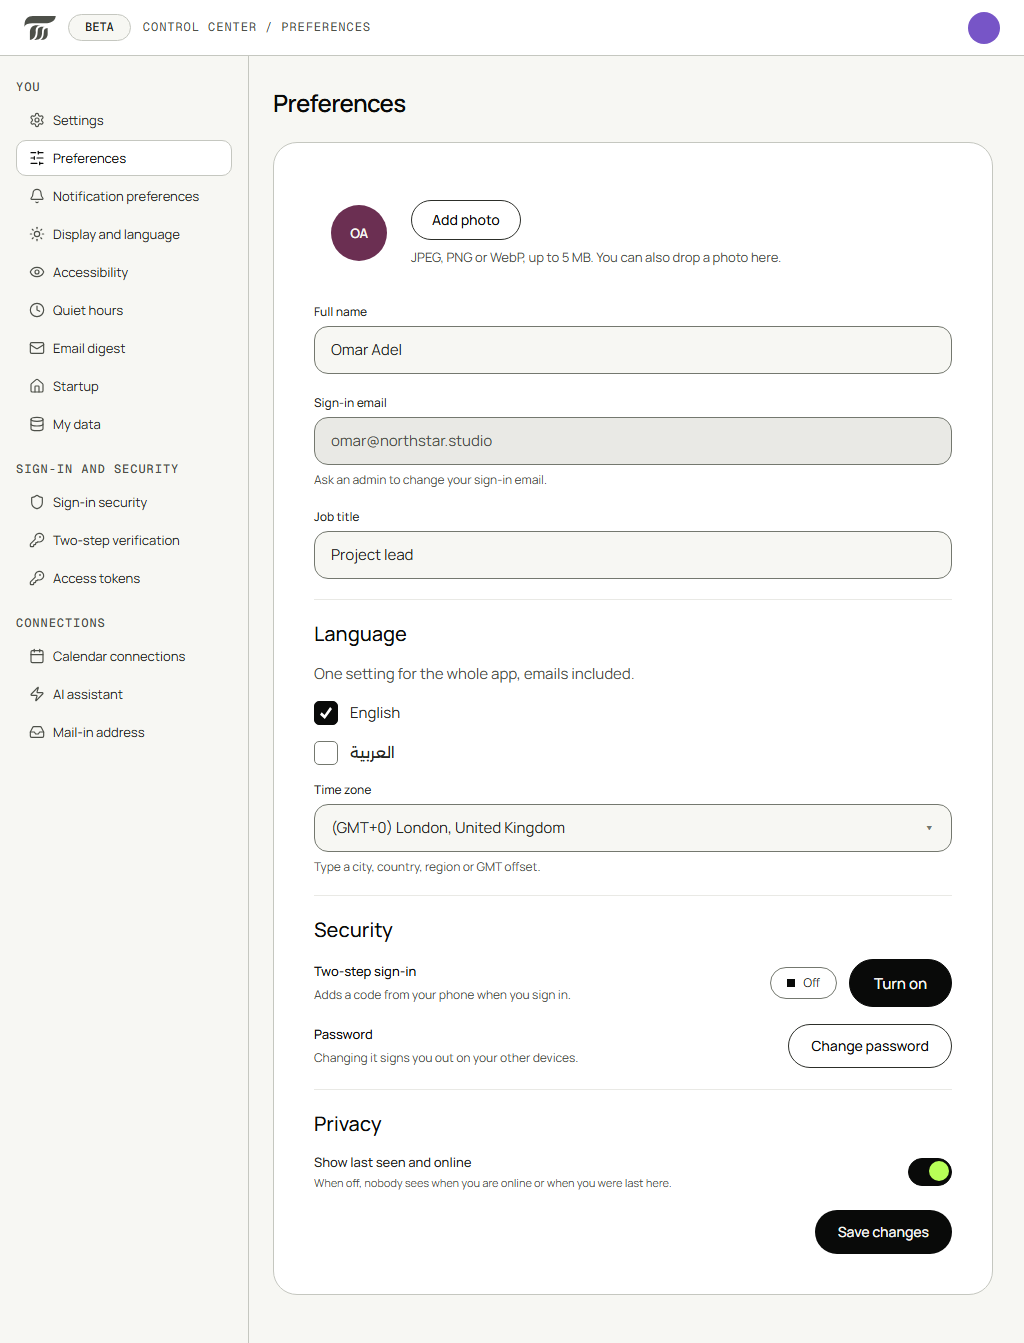 BETA
CONTROL CENTER / PREFERENCES
YOU
Settings
Preferences
Notification preferences
Display and language
Accessibility
Quiet hours
Email digest
Startup
My data
SIGN-IN AND SECURITY
Sign-in security
Two-step verification
Access tokens
CONNECTIONS
Calendar connections
AI assistant
Mail-in address
Preferences
OA
Add photo
JPEG, PNG or WebP, up to 5 MB. You can also drop a photo here.
Full name
Omar Adel
Sign-in email
omar@northstar.studio
Ask an admin to change your sign-in email.
Job title
Project lead
Language
One setting for the whole app, emails included.
English
العربية
Time zone
(GMT+0) London, United Kingdom
Type a city, country, region or GMT offset.
Security
Two-step sign-in
Adds a code from your phone when you sign in.
Off
Turn on
Password
Changing it signs you out on your other devices.
Change password
Privacy
Show last seen and online
When off, nobody sees when you are online or when you were last here.
Save changes